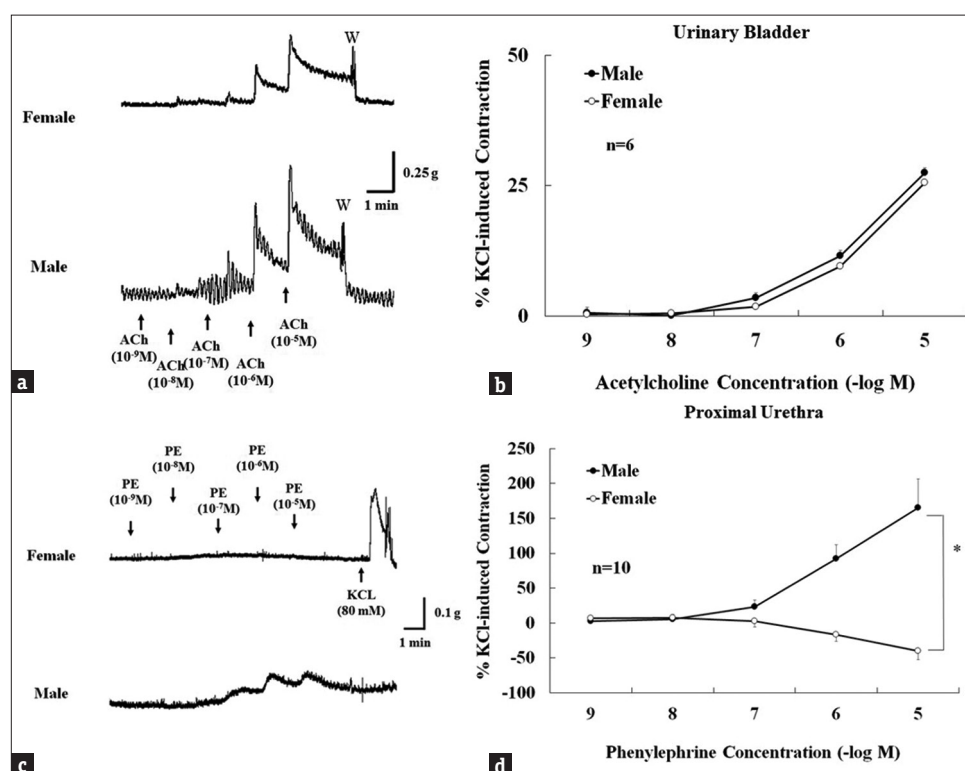 W
Female
0.25 g
1 min
W
Male
ACh
(10-9M)
ACh
(10-8M)
ACh
(10-7M)
ACh
(10-6M)
ACh
(10-5M)
a
Urinary Bladder
50
25
0
Male
Female
n=6
% KCl-induced Contraction
9 8 7 6 5
Acetylcholine Concentration (-log M)
b
PE
(10-9M)
PE
(10-8M)
PE
(10-7M)
PE
(10-6M)
PE
(10-5M)
Female
KCL
(80 mM)
0.1 g
1 min
Male
c
Proximal Urethra
250
200
150
100
50
0
-50
-100
Male
Female
n=10
*
% KCl-induced Contraction
9 8 7 6 5
Phenylephrine Concentration (-log M)
d